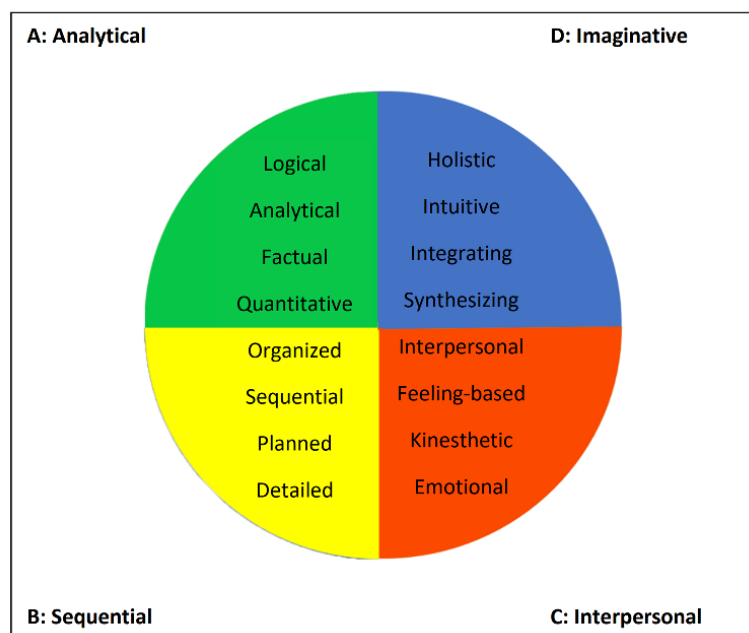 A: Analytical
D: Imaginative
Logical
Analytical
Factual
Quantitative
Holistic
Intuitive
Integrating
Synthesizing
Organized
Sequential
Planned
Detailed
Interpersonal
Feeling-based
Kinesthetic
Emotional
B: Sequential
C: Interpersonal